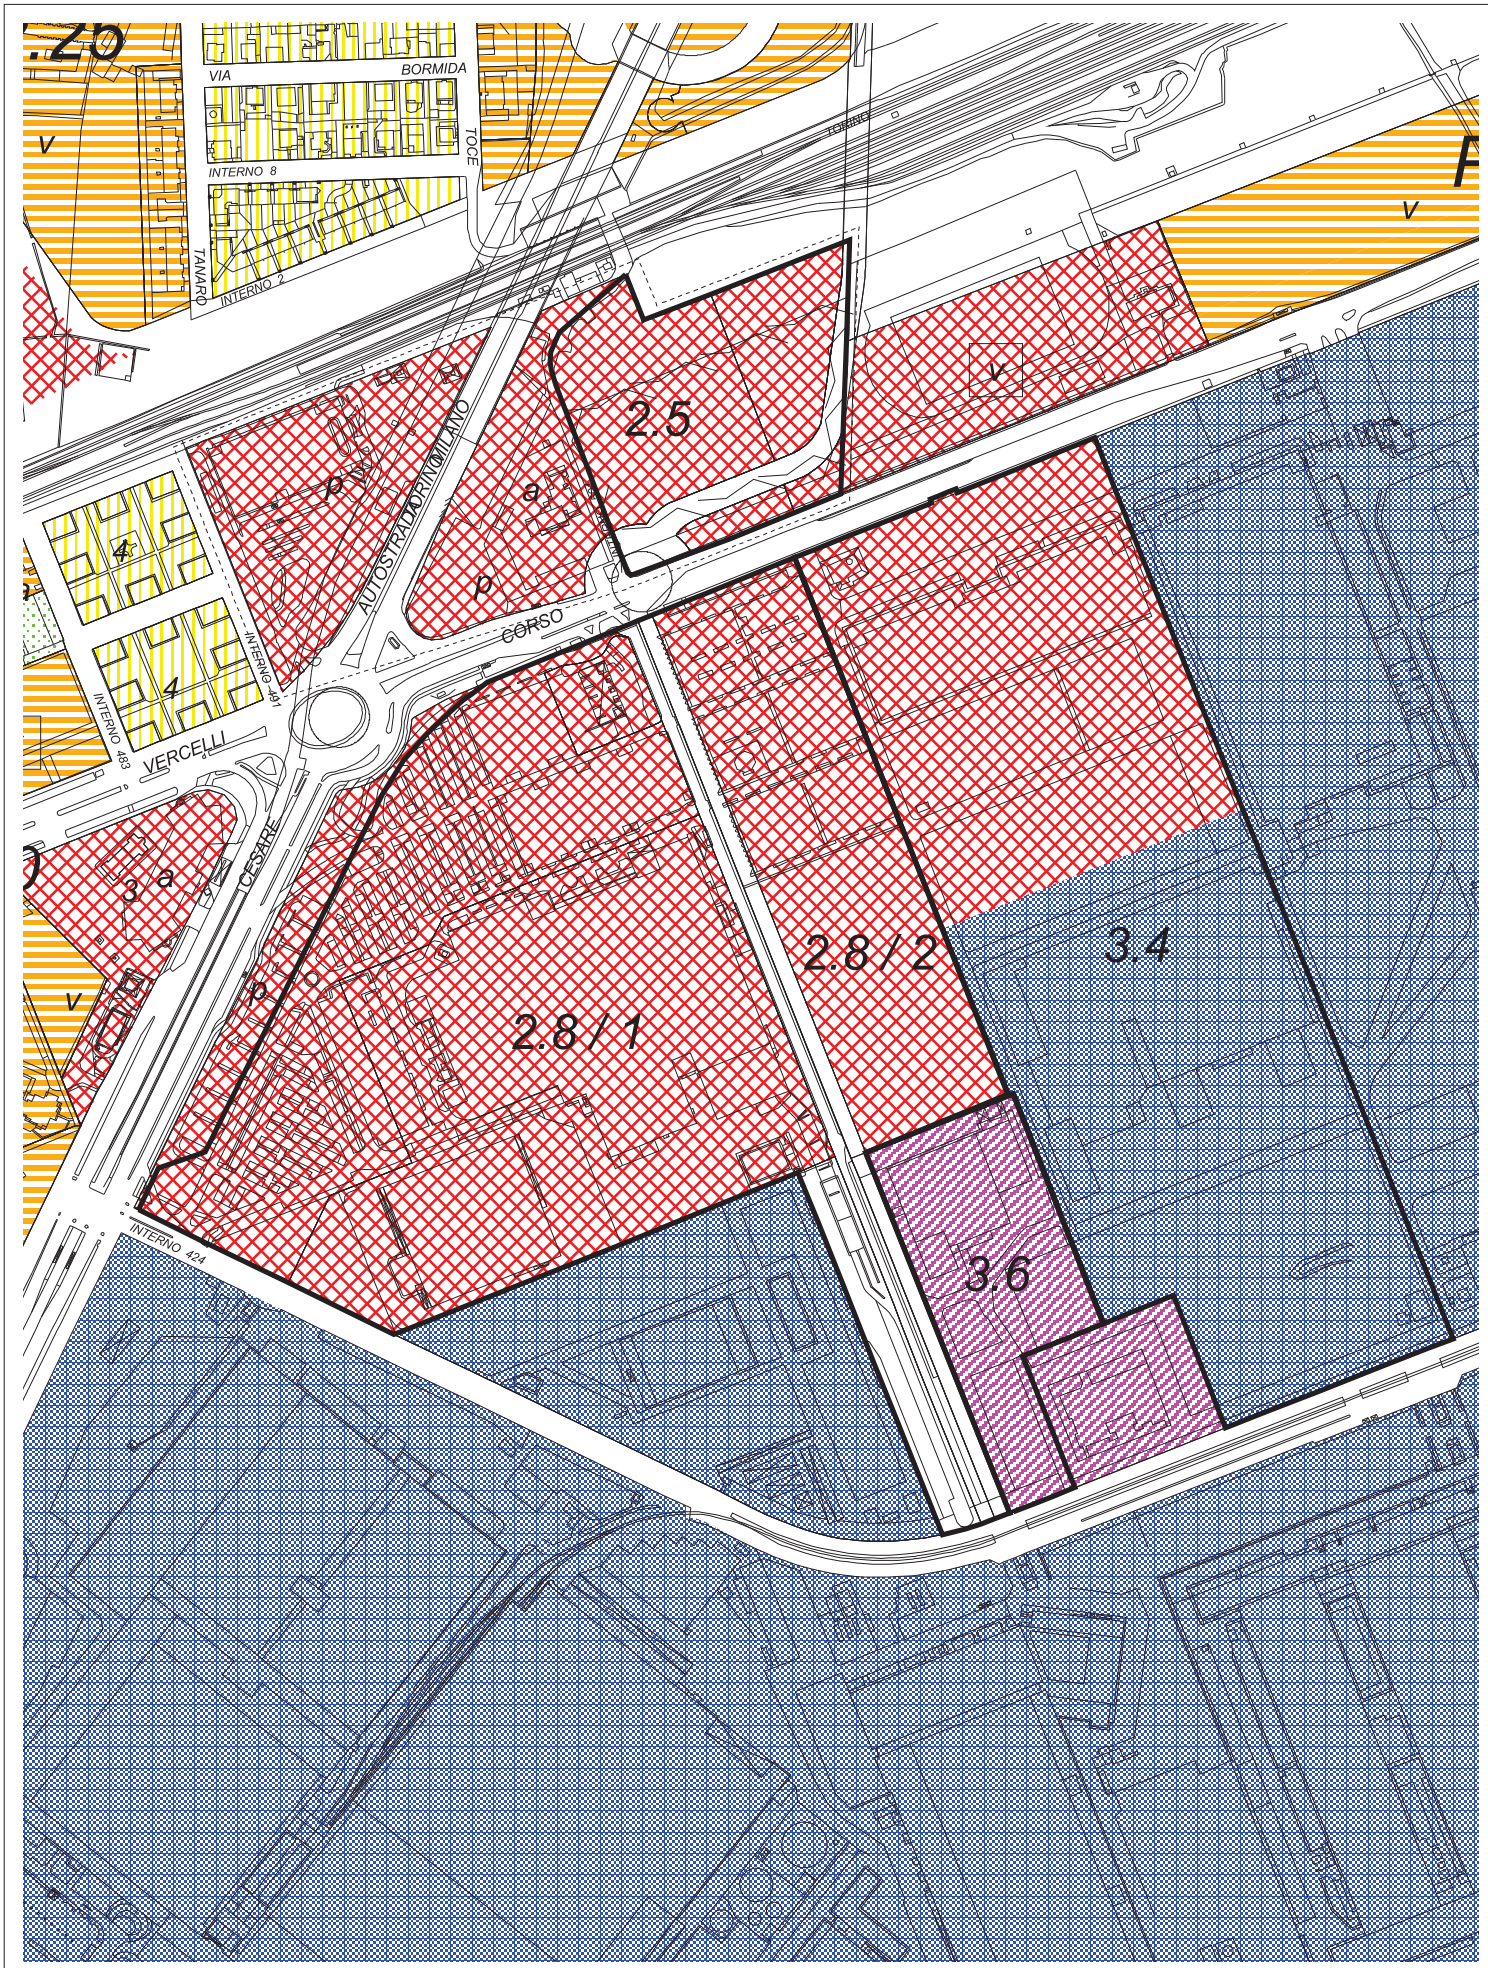 .25
VIA BORMIDA
TOCE
v
INTERNO 8
TORINO
v
TANARO
INTERNO 2
2.5
v
p
AUTOSTRADA TORINO MILANO
a
4
p
CORSO
INTERNO 491
4
INTERNO 483
VERCELLI
CESARE
3 a
2.8 / 2
3.4
v
p
2.8 / 1
INTERNO 424
3.6